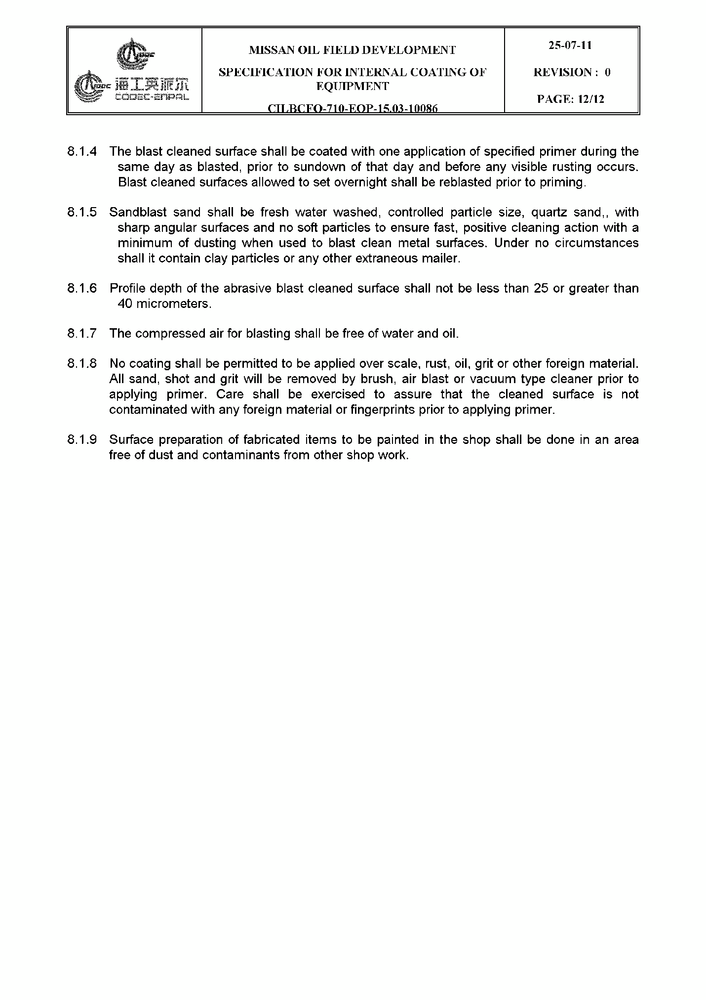 海工英派尔
CODEC-ENPAL
MISSAN OIL FIELD DEVELOPMENT
SPECIFICATION FOR INTERNAL COATING OF
EQUIPMENT
CILBCFO-710-EOP-15.03-10086
25-07-11
REVISION : 0
PAGE: 12/12
8.1.4 The blast cleaned surface shall be coated with one application of specified primer during the
same day as blasted, prior to sundown of that day and before any visible rusting occurs.
Blast cleaned surfaces allowed to set overnight shall be reblasted prior to priming.
8.1.5 Sandblast sand shall be fresh water washed, controlled particle size, quartz sand,, with
sharp angular surfaces and no soft particles to ensure fast, positive cleaning action with a
minimum of dusting when used to blast clean metal surfaces. Under no circumstances
shall it contain clay particles or any other extraneous mailer.
8.1.6 Profile depth of the abrasive blast cleaned surface shall not be less than 25 or greater than
40 micrometers.
8.1.7 The compressed air for blasting shall be free of water and oil.
8.1.8 No coating shall be permitted to be applied over scale, rust, oil, grit or other foreign material.
All sand, shot and grit will be removed by brush, air blast or vacuum type cleaner prior to
applying primer. Care shall be exercised to assure that the cleaned surface is not
contaminated with any foreign material or fingerprints prior to applying primer.
8.1.9 Surface preparation of fabricated items to be painted in the shop shall be done in an area
free of dust and contaminants from other shop work.